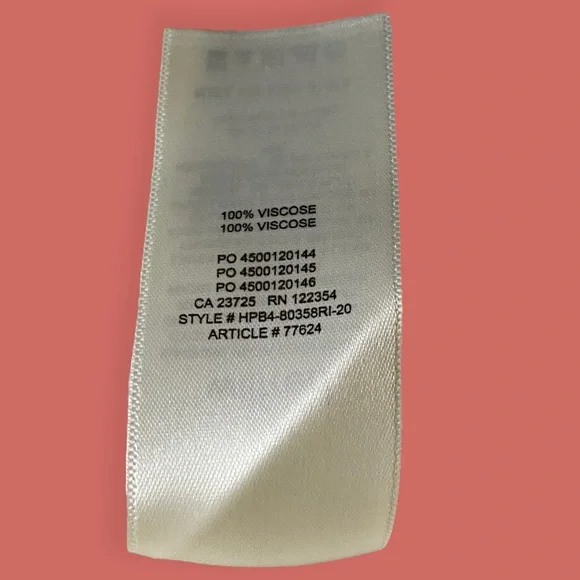 100% VISCOSE
100% VISCOSE
PO 4500120144
PO 4500120145
PO 4500120146
CA 23725 RN 122354
STYLE # HPB4-80358RI-20
ARTICLE # 77624